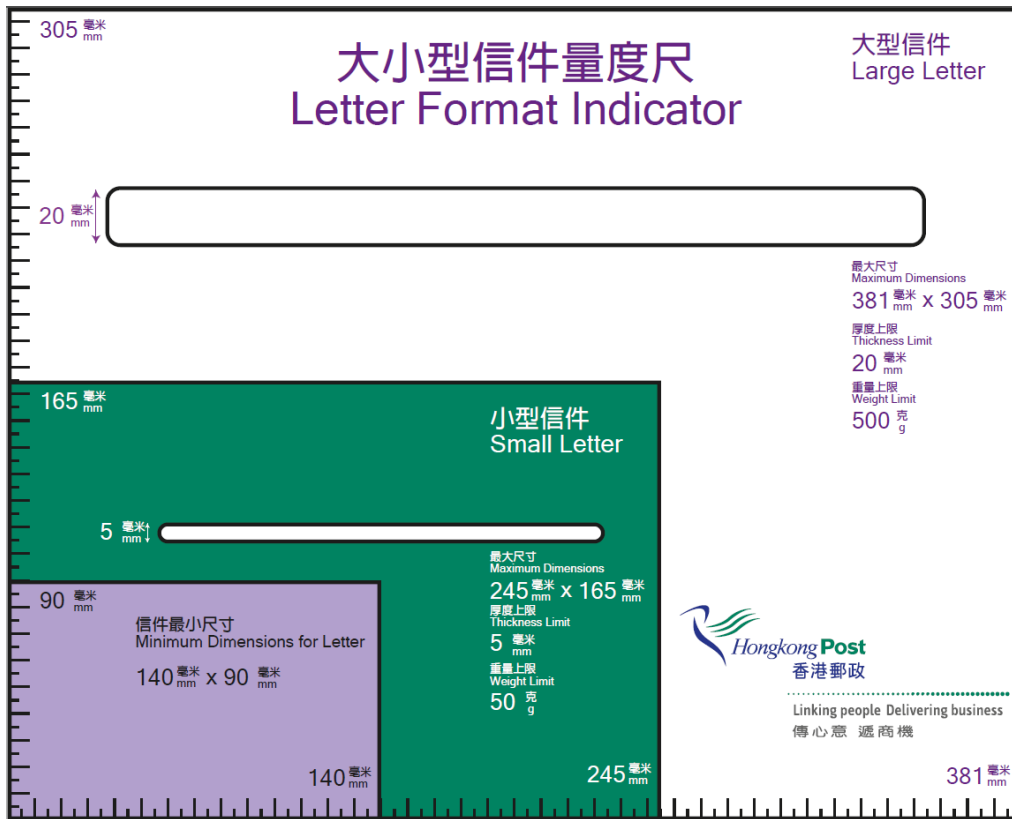 305 毫米 mm
大小型信件量度尺
Letter Format Indicator
大型信件
Large Letter
20 毫米 mm
最大尺寸
Maximum Dimensions
381 毫米 mm x 305 毫米 mm
厚度上限
Thickness Limit
20 毫米 mm
重量上限
Weight Limit
500 克 g
165 毫米 mm
小型信件
Small Letter
5 毫米 mm
最大尺寸
Maximum Dimensions
245 毫米 mm x 165 毫米 mm
厚度上限
Thickness Limit
5 毫米 mm
重量上限
Weight Limit
50 克 g
90 毫米 mm
信件最小尺寸
Minimum Dimensions for Letter
140 毫米 mm x 90 毫米 mm
Hongkong Post
香港郵政
Linking people Delivering business
傳心意 遞商機
140 毫米 mm
245 毫米 mm
381 毫米 mm